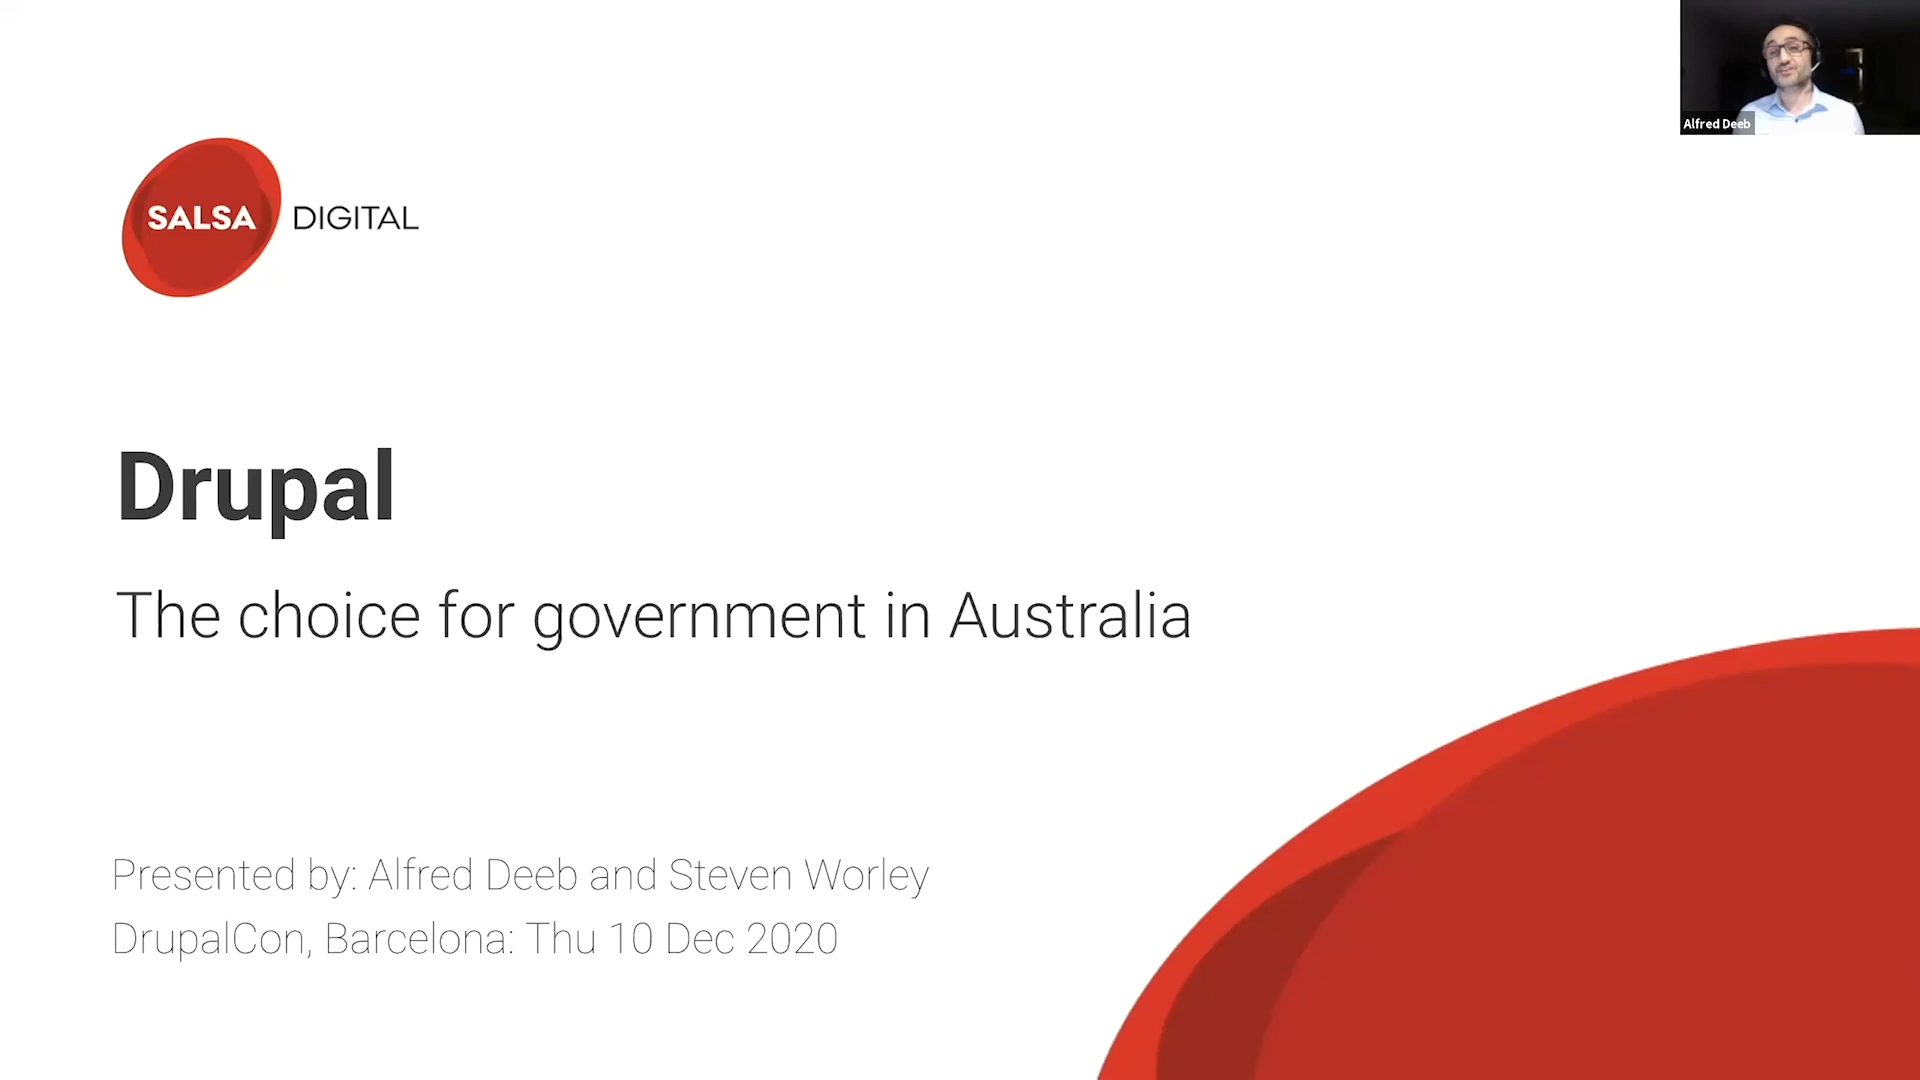 SALSA DIGITAL
Alfred Deeb
Drupal
The choice for government in Australia
Presented by: Alfred Deeb and Steven Worley
DrupalCon, Barcelona: Thu 10 Dec 2020